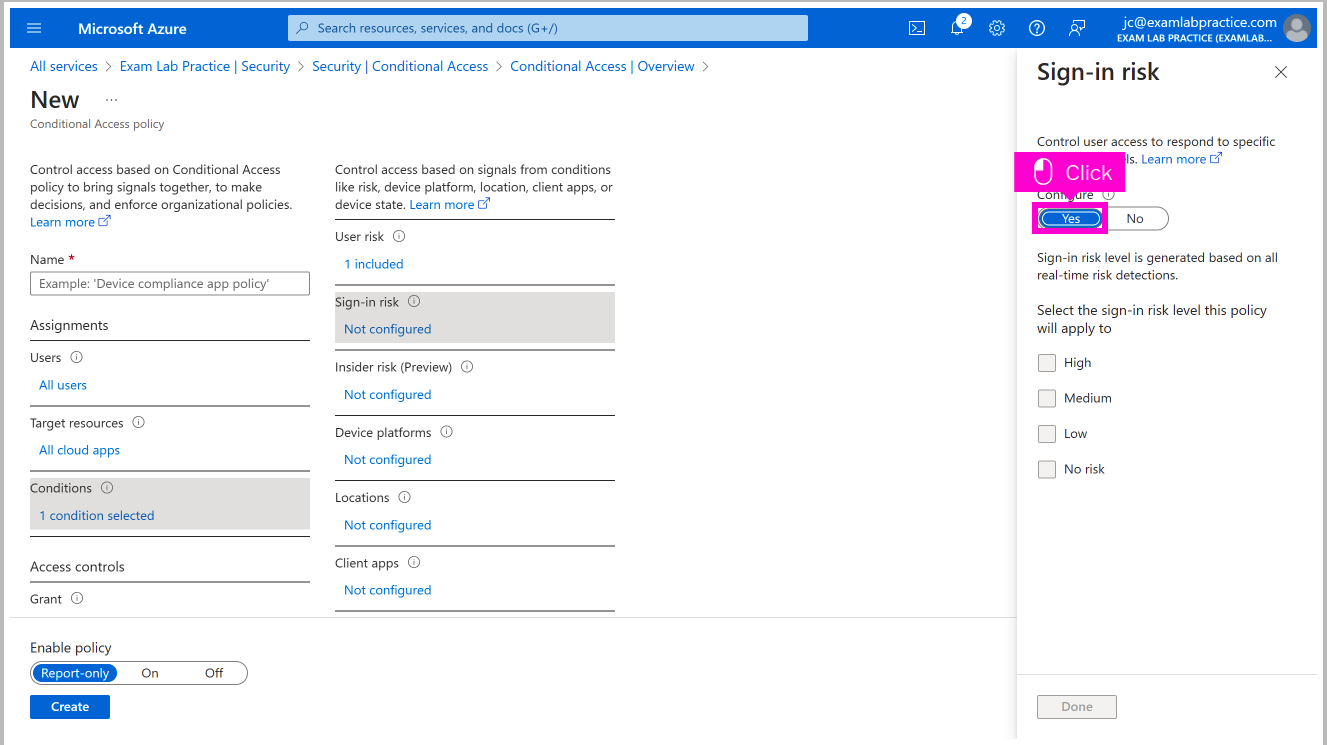 Microsoft Azure
Search resources, services, and docs (G+/)
2
jc@examlabpractice.com
EXAM LAB PRACTICE (EXAMLAB...
All services > Exam Lab Practice | Security > Security | Conditional Access > Conditional Access | Overview >
New ...
Conditional Access policy
Control access based on Conditional Access
policy to bring signals together, to make
decisions, and enforce organizational policies.
Learn more
Name *
Example: 'Device compliance app policy'
Assignments
Users
All users
Target resources
All cloud apps
Conditions
1 condition selected
Access controls
Grant
Control access based on signals from conditions
like risk, device platform, location, client apps, or
device state. Learn more
User risk
1 included
Sign-in risk
Not configured
Insider risk (Preview)
Not configured
Device platforms
Not configured
Locations
Not configured
Client apps
Not configured
Enable policy
Report-only On Off
Create
Sign-in risk
Control user access to respond to specific
Learn more
Click
Configure
Yes No
Sign-in risk level is generated based on all
real-time risk detections.
Select the sign-in risk level this policy
will apply to
High
Medium
Low
No risk
Done